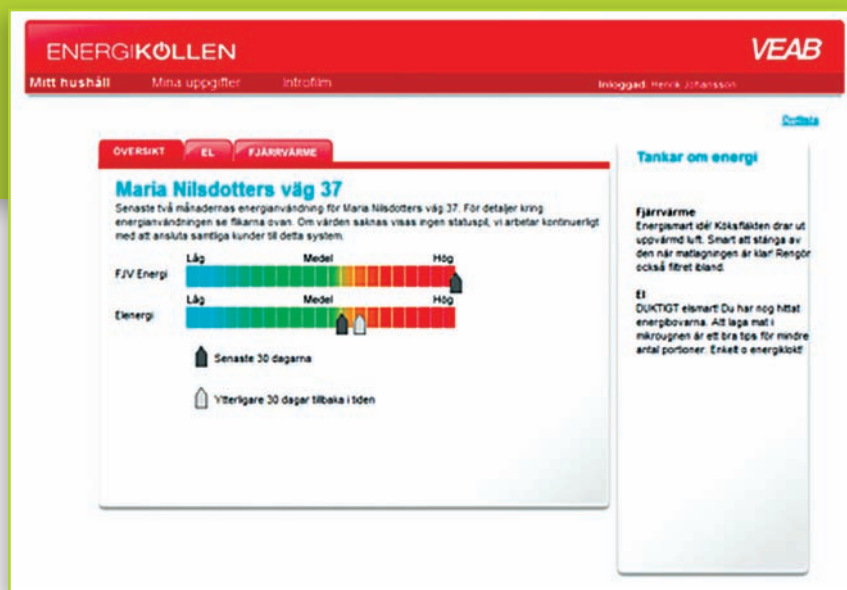 ENERGIKOLLEN
VEAB
Mitt hushåll Mina uppgifter Introfilm
Inloggad: Henrik Johansson
ÖVERSIKT EL FJÄRRVÄRME
Maria Nilsdotters väg 37
Senaste två månadernas energianvändning för Maria Nilsdotters väg 37. För detaljer kring
energianvändningen se flikarna ovan. Om värden saknas visas ingen statuspil, vi arbetar kontinuerligt
med att ansluta samtliga kunder till detta system.
Låg Medel Hög
FJV Energi
Låg Medel Hög
Elenergi
Senaste 30 dagarna
Ytterligare 30 dagar tillbaka i tiden
Tankar om energi
Fjärrvärme
Energismart idé! Köksfläkten drar ut
uppvärmd luft. Smart att stänga av
den när matlagningen är klar! Rengör
också filtret ibland.
El
DUKTIGT elsmart! Du har nog hittat
energibovarna. Att laga mat i
mikrougnen är ett bra tips för mindre
antal portioner. Enkelt o energiklokt!